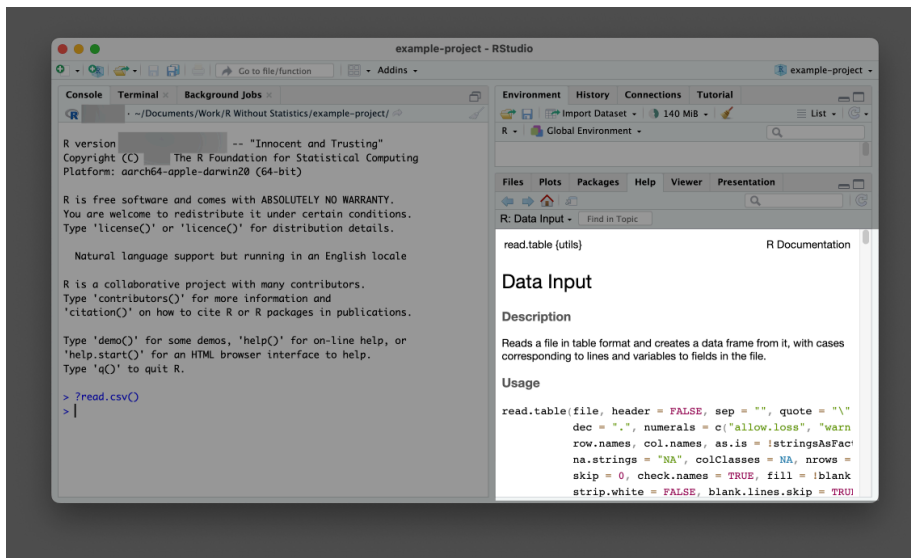 example-project - RStudio
Go to file/function
Addins
example-project
Console Terminal Background Jobs
R · ~/Documents/Work/R Without Statistics/example-project/
R version -- "Innocent and Trusting"
Copyright (C) The R Foundation for Statistical Computing
Platform: aarch64-apple-darwin20 (64-bit)
R is free software and comes with ABSOLUTELY NO WARRANTY.
You are welcome to redistribute it under certain conditions.
Type 'license()' or 'licence()' for distribution details.
Natural language support but running in an English locale
R is a collaborative project with many contributors.
Type 'contributors()' for more information and
'citation()' on how to cite R or R packages in publications.
Type 'demo()' for some demos, 'help()' for on-line help, or
'help.start()' for an HTML browser interface to help.
Type 'q()' to quit R.
> ?read.csv()
>
Environment History Connections Tutorial
Import Dataset 140 MiB List
R Global Environment
Files Plots Packages Help Viewer Presentation
R: Data Input Find in Topic
read.table {utils} R Documentation
Data Input
Description
Reads a file in table format and creates a data frame from it, with cases
corresponding to lines and variables to fields in the file.
Usage
read.table(file, header = FALSE, sep = "", quote = "\"
dec = ".", numerals = c("allow.loss", "warn
row.names, col.names, as.is = !stringsAsFact
na.strings = "NA", colClasses = NA, nrows =
skip = 0, check.names = TRUE, fill = !blank
strip.white = FALSE, blank.lines.skip = TRUE